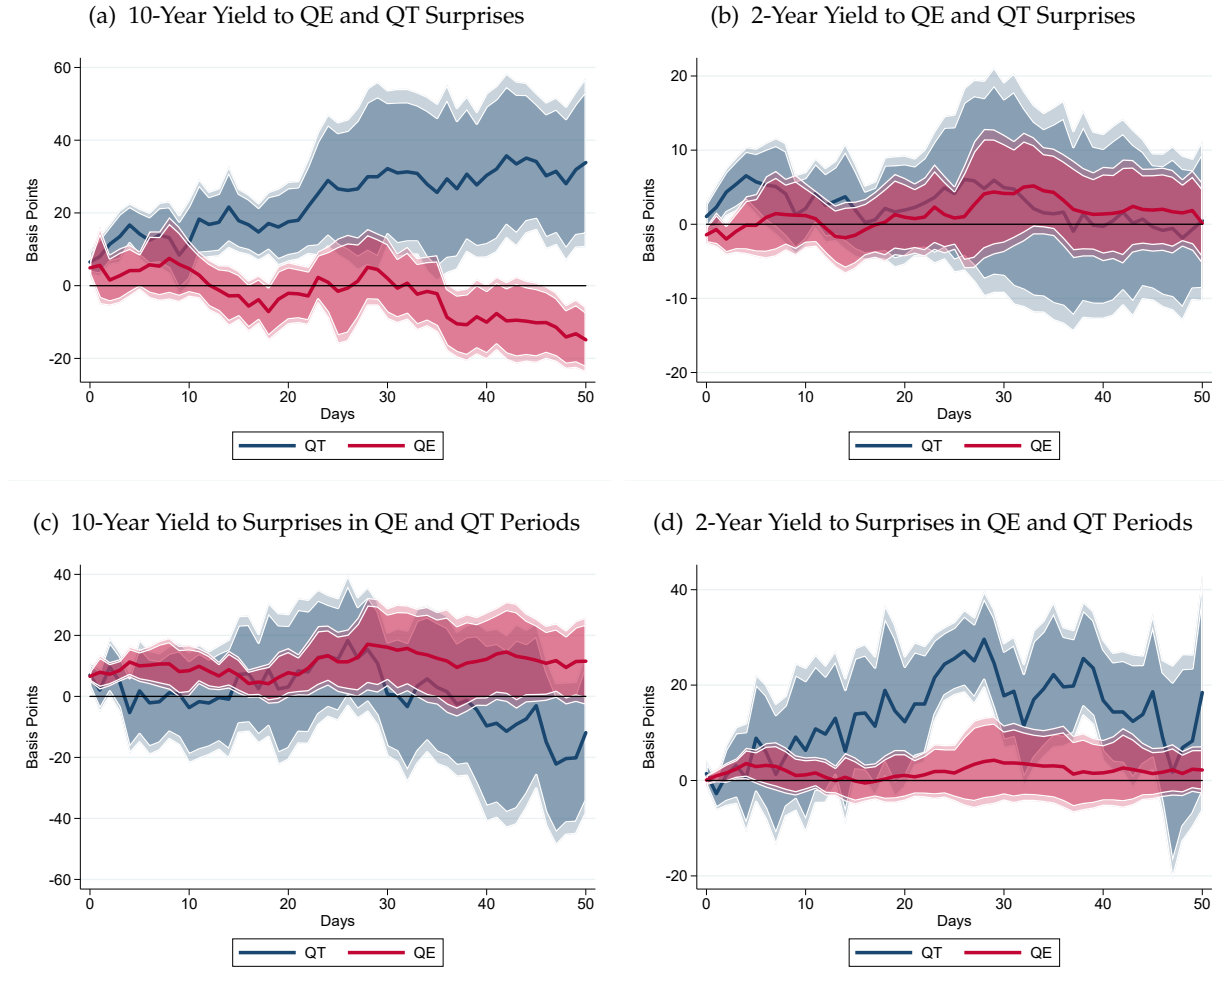 (a) 10-Year Yield to QE and QT Surprises
60
40
20
0
-20
Basis Points
0 10 20 30 40 50
Days
QT QE
(b) 2-Year Yield to QE and QT Surprises
20
10
0
-10
-20
Basis Points
0 10 20 30 40 50
Days
QT QE
(c) 10-Year Yield to Surprises in QE and QT Periods
40
20
0
-20
-40
-60
Basis Points
0 10 20 30 40 50
Days
QT QE
(d) 2-Year Yield to Surprises in QE and QT Periods
40
20
0
-20
Basis Points
0 10 20 30 40 50
Days
QT QE